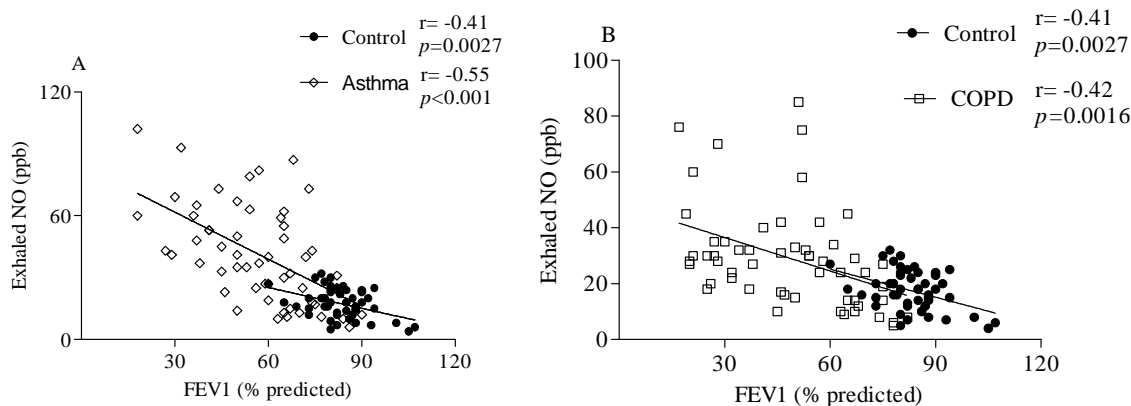 A
Control
r= -0.41
p=0.0027
Asthma
r= -0.55
p<0.001
120
60
0
Exhaled NO (ppb)
30
60
90
120
FEV1 (% predicted)
B
Control
r= -0.41
p=0.0027
COPD
r= -0.42
p=0.0016
100
80
60
40
20
0
Exhaled NO (ppb)
30
60
90
120
FEV1 (% predicted)